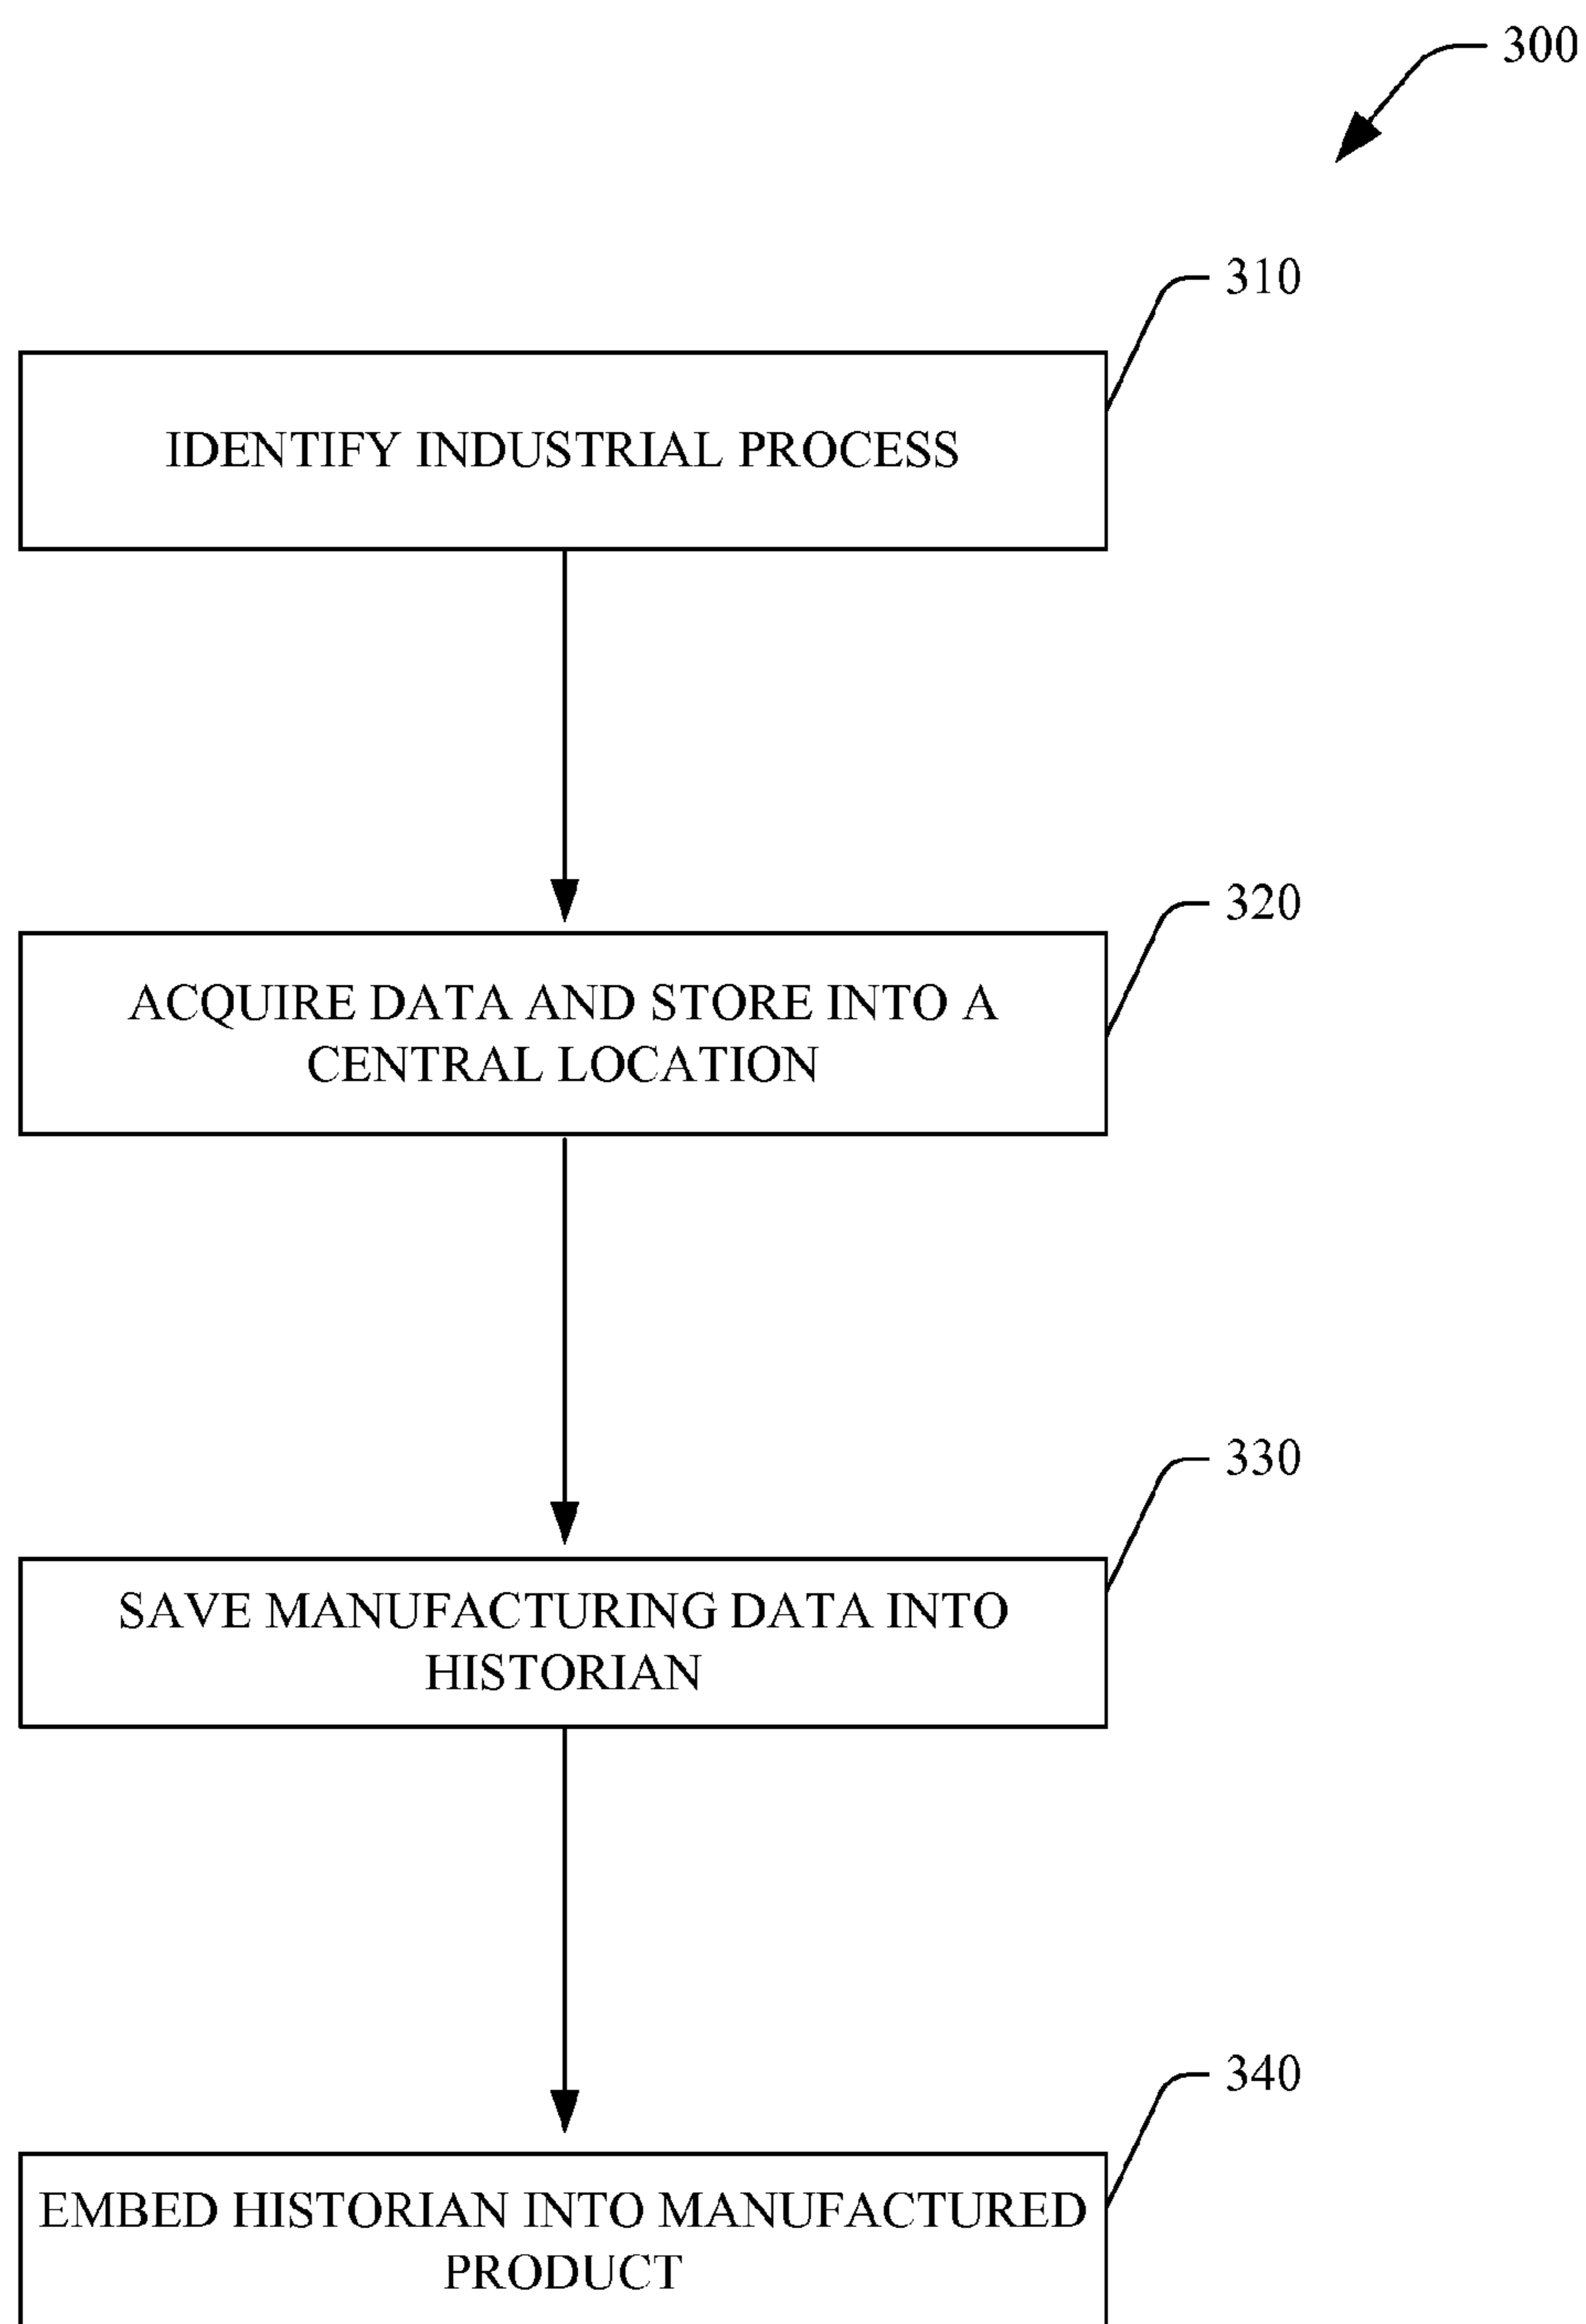 300
310
IDENTIFY INDUSTRIAL PROCESS
320
ACQUIRE DATA AND STORE INTO A
CENTRAL LOCATION
330
SAVE MANUFACTURING DATA INTO
HISTORIAN
340
EMBED HISTORIAN INTO MANUFACTURED
PRODUCT